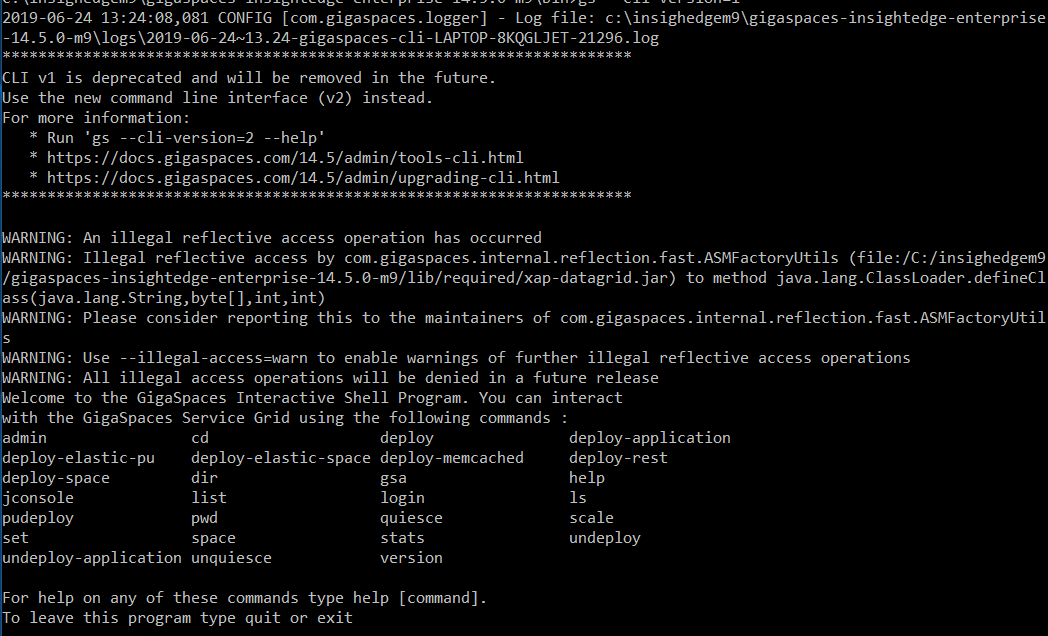 2019-06-24 13:24:08,081 CONFIG [com.gigaspaces.logger] - Log file: c:\insighedgem9\gigaspaces-insightedge-enterprise
-14.5.0-m9\logs\2019-06-24~13.24-gigaspaces-cli-LAPTOP-8KQGLJET-21296.log
**********************************************************************
CLI v1 is deprecated and will be removed in the future.
Use the new command line interface (v2) instead.
For more information:
   * Run 'gs --cli-version=2 --help'
   * https://docs.gigaspaces.com/14.5/admin/tools-cli.html
   * https://docs.gigaspaces.com/14.5/admin/upgrading-cli.html
**********************************************************************
WARNING: An illegal reflective access operation has occurred
WARNING: Illegal reflective access by com.gigaspaces.internal.reflection.fast.ASMFactoryUtils (file:/C:/insighedgem9
/gigaspaces-insightedge-enterprise-14.5.0-m9/lib/required/xap-datagrid.jar) to method java.lang.ClassLoader.defineCl
ass(java.lang.String,byte[],int,int)
WARNING: Please consider reporting this to the maintainers of com.gigaspaces.internal.reflection.fast.ASMFactoryUtil
s
WARNING: Use --illegal-access=warn to enable warnings of further illegal reflective access operations
WARNING: All illegal access operations will be denied in a future release
Welcome to the GigaSpaces Interactive Shell Program. You can interact
with the GigaSpaces Service Grid using the following commands :
admin                cd                   deploy               deploy-application
deploy-elastic-pu    deploy-elastic-space deploy-memcached     deploy-rest
deploy-space         dir                  gsa                  help
jconsole             list                 login                ls
pudeploy             pwd                  quiesce              scale
set                  space                stats                undeploy
undeploy-application unquiesce            version
For help on any of these commands type help [command].
To leave this program type quit or exit